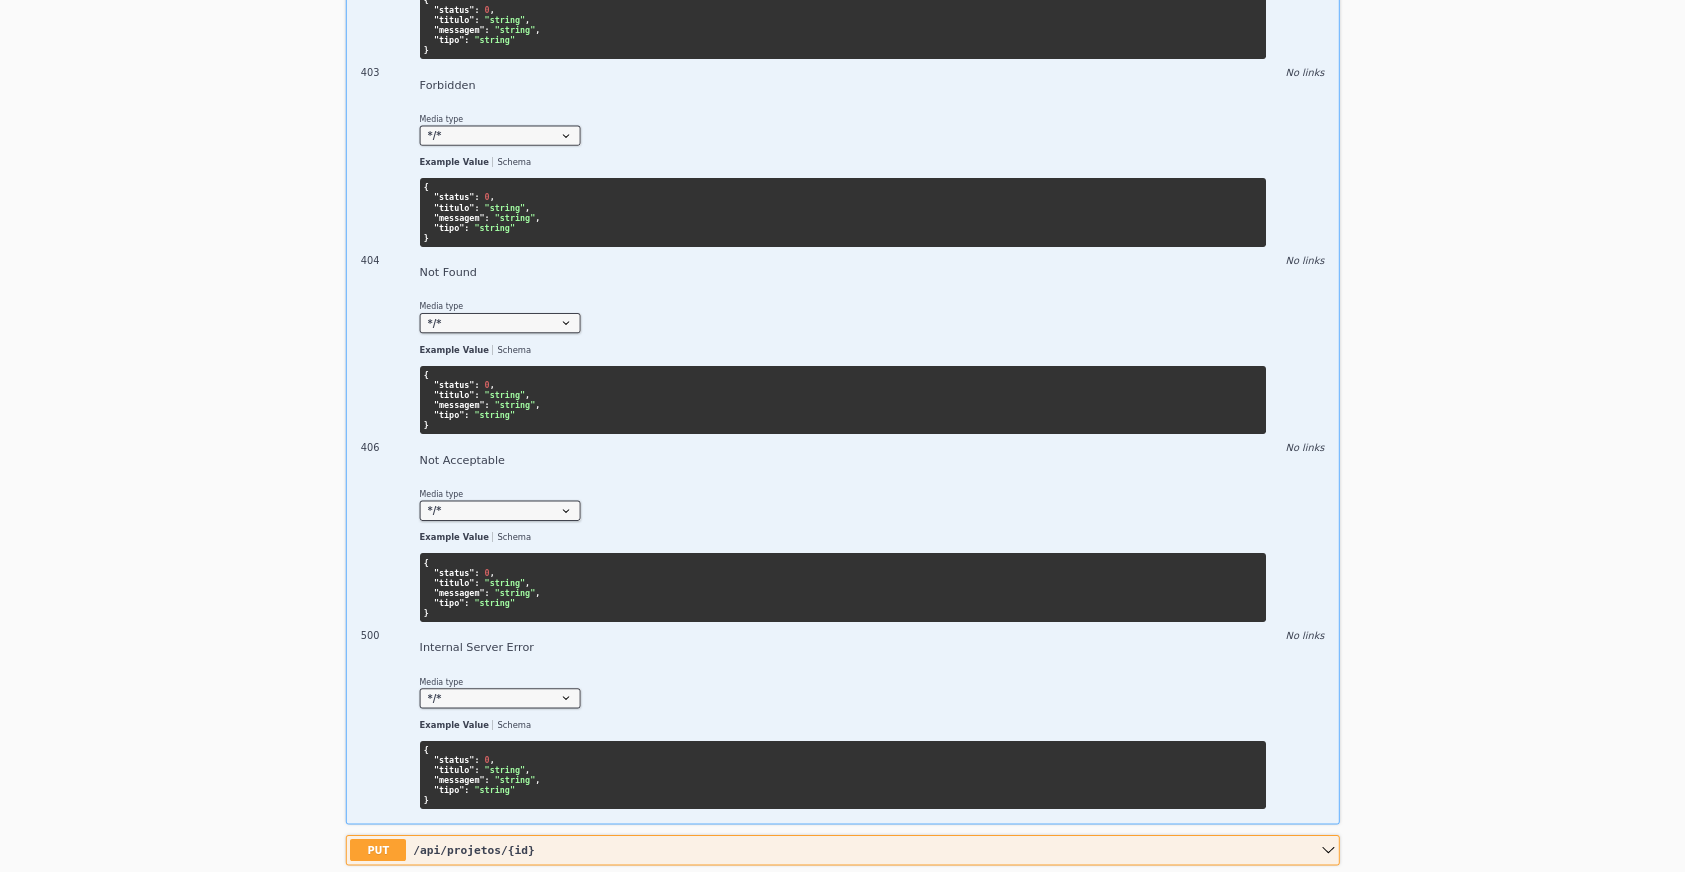 {
"status": 0,
"titulo": "string",
"messagem": "string",
"tipo": "string"
}
403 No links
Forbidden
Media type
*/*
Example Value Schema
{
"status": 0,
"titulo": "string",
"messagem": "string",
"tipo": "string"
}
404 No links
Not Found
Media type
*/*
Example Value Schema
{
"status": 0,
"titulo": "string",
"messagem": "string",
"tipo": "string"
}
406 No links
Not Acceptable
Media type
*/*
Example Value Schema
{
"status": 0,
"titulo": "string",
"messagem": "string",
"tipo": "string"
}
500 No links
Internal Server Error
Media type
*/*
Example Value Schema
{
"status": 0,
"titulo": "string",
"messagem": "string",
"tipo": "string"
}
PUT /api/projetos/{id}